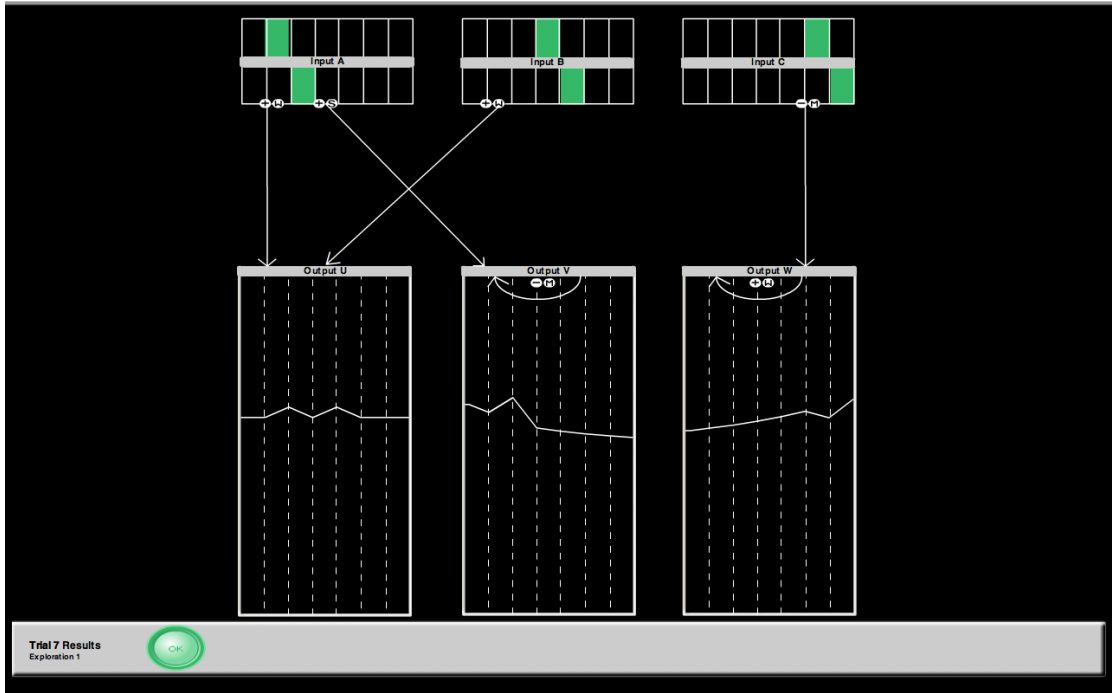 Input A
Input B
Input C
+ W
+ S
+ W
− M
Output U
Output V
Output W
− M
+ W
Trial 7 Results
Exploration 1
OK